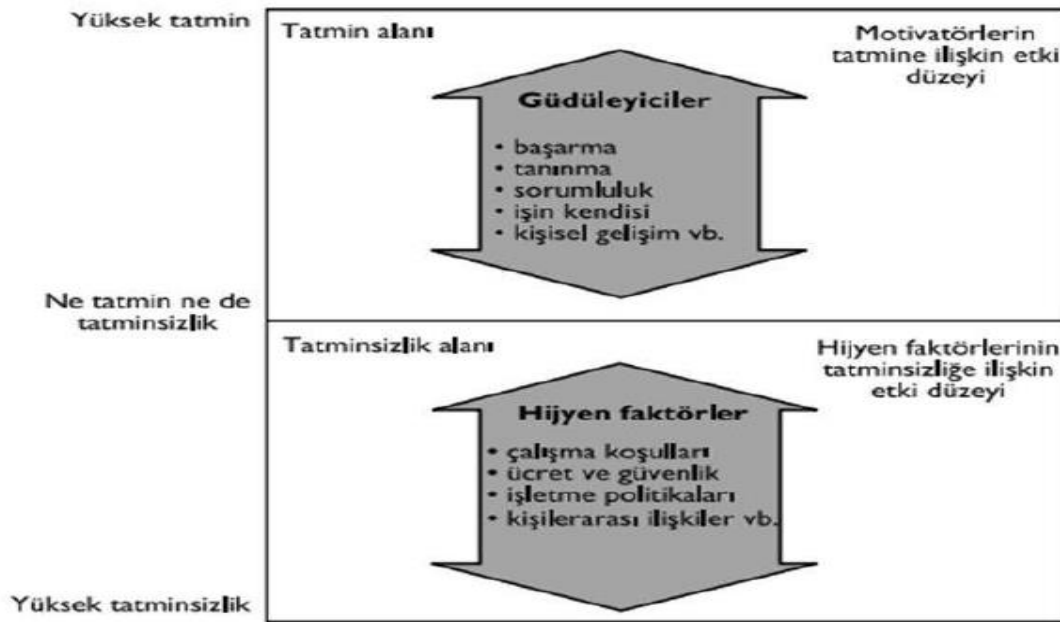 Yüksek tatmin
Tatmin alanı
Motivatörlerin
tatmine ilişkin etki
düzeyi
Güdüleyiciler
• başarma
• tanınma
• sorumluluk
• işin kendisi
• kişisel gelişim vb.
Ne tatmin ne de
tatminsizlik
Tatminsizlik alanı
Hijyen faktörlerinin
tatminsizliğe ilişkin
etki düzeyi
Hijyen faktörler
• çalışma koşulları
• ücret ve güvenlik
• işletme politikaları
• kişilerarası ilişkiler vb.
Yüksek tatminsizlik